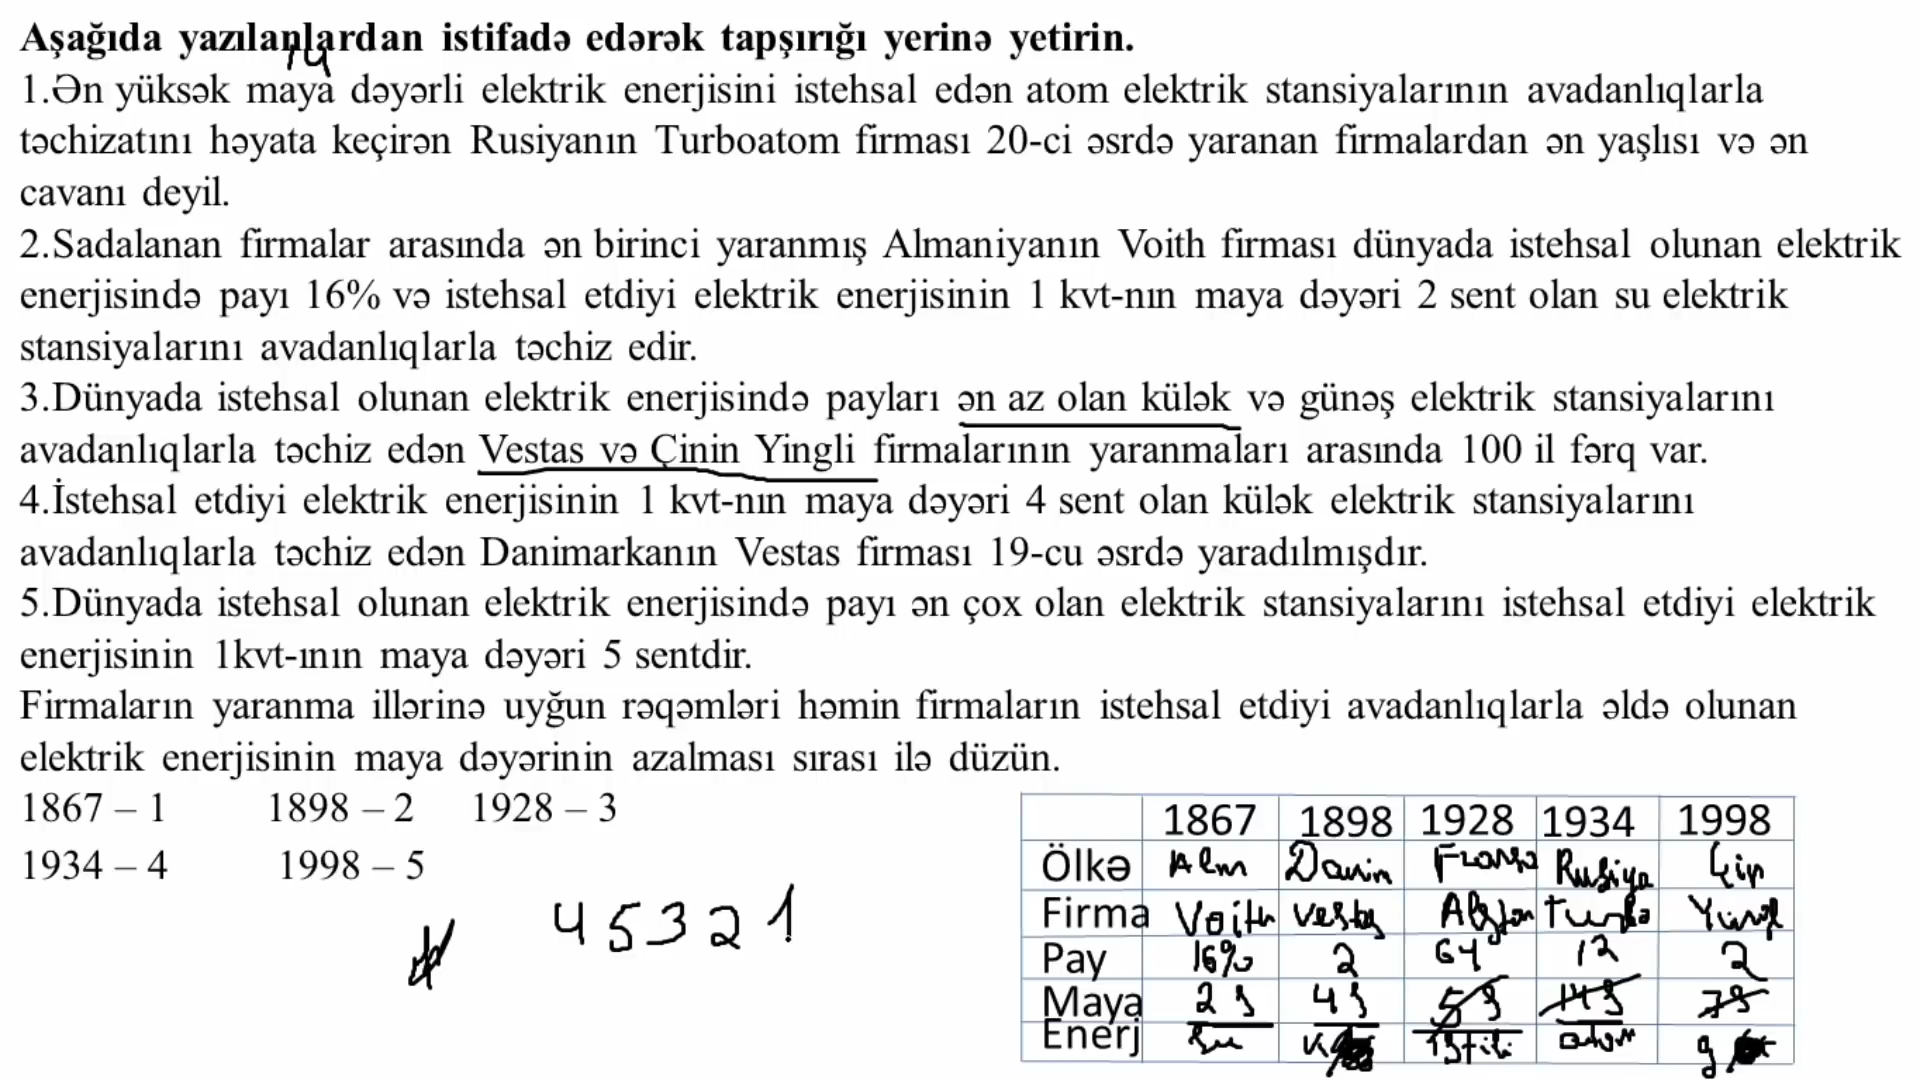 Aşağıda yazılanlardan istifadə edərək tapşırığı yerinə yetirin.
14
1.Ən yüksək maya dəyərli elektrik enerjisini istehsal edən atom elektrik stansiyalarının avadanlıqlarla
təchizatını həyata keçirən Rusiyanın Turboatom firması 20-ci əsrdə yaranan firmalardan ən yaşlısı və ən
cavanı deyil.
2.Sadalanan firmalar arasında ən birinci yaranmış Almaniyanın Voith firması dünyada istehsal olunan elektrik
enerjisində payı 16% və istehsal etdiyi elektrik enerjisinin 1 kvt-nın maya dəyəri 2 sent olan su elektrik
stansiyalarını avadanlıqlarla təchiz edir.
3.Dünyada istehsal olunan elektrik enerjisində payları ən az olan külək və günəş elektrik stansiyalarını
avadanlıqlarla təchiz edən Vestas və Çinin Yingli firmalarının yaranmaları arasında 100 il fərq var.
4.İstehsal etdiyi elektrik enerjisinin 1 kvt-nın maya dəyəri 4 sent olan külək elektrik stansiyalarını
avadanlıqlarla təchiz edən Danimarkanın Vestas firması 19-cu əsrdə yaradılmışdır.
5.Dünyada istehsal olunan elektrik enerjisində payı ən çox olan elektrik stansiyalarını istehsal etdiyi elektrik
enerjisinin 1kvt-ının maya dəyəri 5 sentdir.
Firmaların yaranma illərinə uyğun rəqəmləri həmin firmaların istehsal etdiyi avadanlıqlarla əldə olunan
elektrik enerjisinin maya dəyərinin azalması sırası ilə düzün.
1867 – 1 1898 – 2 1928 – 3
1934 – 4 1998 – 5
45321
1867 1898 1928 1934 1998
Ölkə Alm Danim Rusiya Çin
Firma Voith
Pay 16% 2 64 12 2
Maya 2 4 5 14 7
Enerj Su istili atom